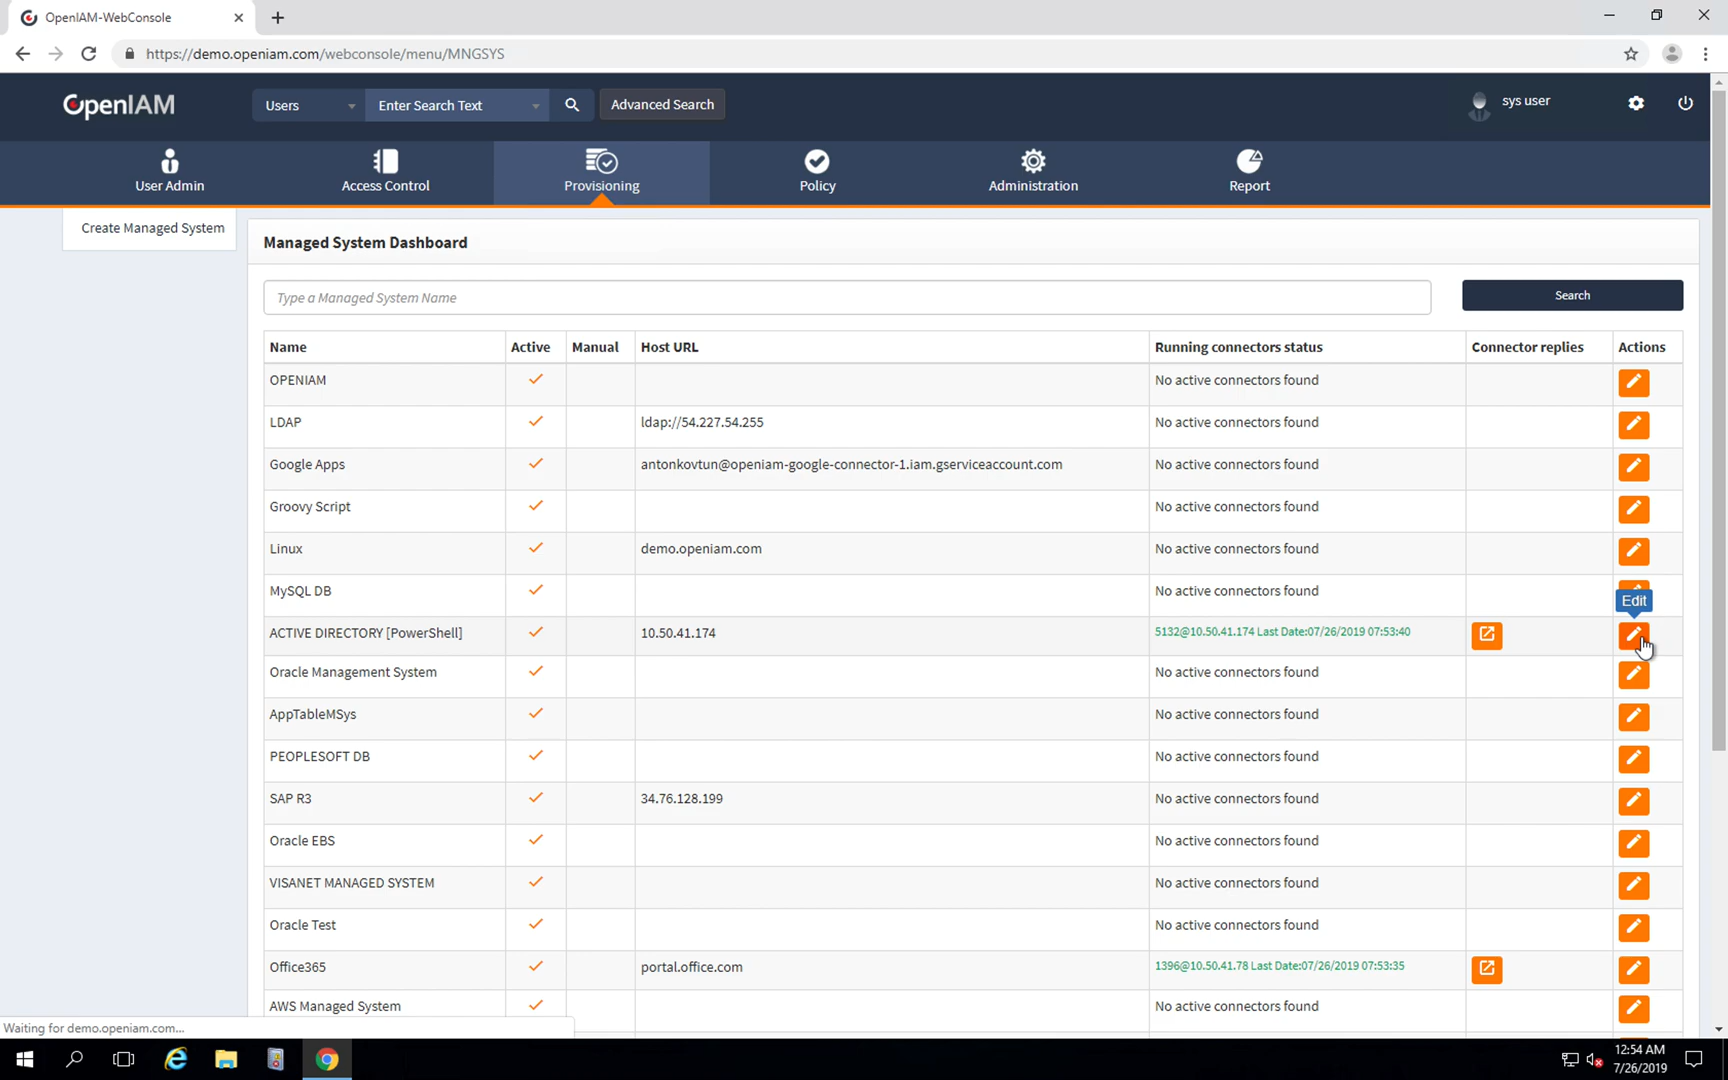 OpenIAM-WebConsole
https://demo.openiam.com/webconsole/menu/MNGSYS
OpenIAM
Users
Enter Search Text
Advanced Search
sys user
User Admin
Access Control
Provisioning
Policy
Administration
Report
Create Managed System
Managed System Dashboard
Type a Managed System Name
Search
Name Active Manual Host URL Running connectors status Connector replies Actions
OPENIAM No active connectors found
LDAP ldap://54.227.54.255 No active connectors found
Google Apps antonkovtun@openiam-google-connector-1.iam.gserviceaccount.com No active connectors found
Groovy Script No active connectors found
Linux demo.openiam.com No active connectors found
MySQL DB No active connectors found
Edit
ACTIVE DIRECTORY [PowerShell] 10.50.41.174 5132@10.50.41.174 Last Date:07/26/2019 07:53:40
Oracle Management System No active connectors found
AppTableMSys No active connectors found
PEOPLESOFT DB No active connectors found
SAP R3 34.76.128.199 No active connectors found
Oracle EBS No active connectors found
VISANET MANAGED SYSTEM No active connectors found
Oracle Test No active connectors found
Office365 portal.office.com 1396@10.50.41.78 Last Date:07/26/2019 07:53:35
AWS Managed System No active connectors found
Waiting for demo.openiam.com...
12:54 AM
7/26/2019